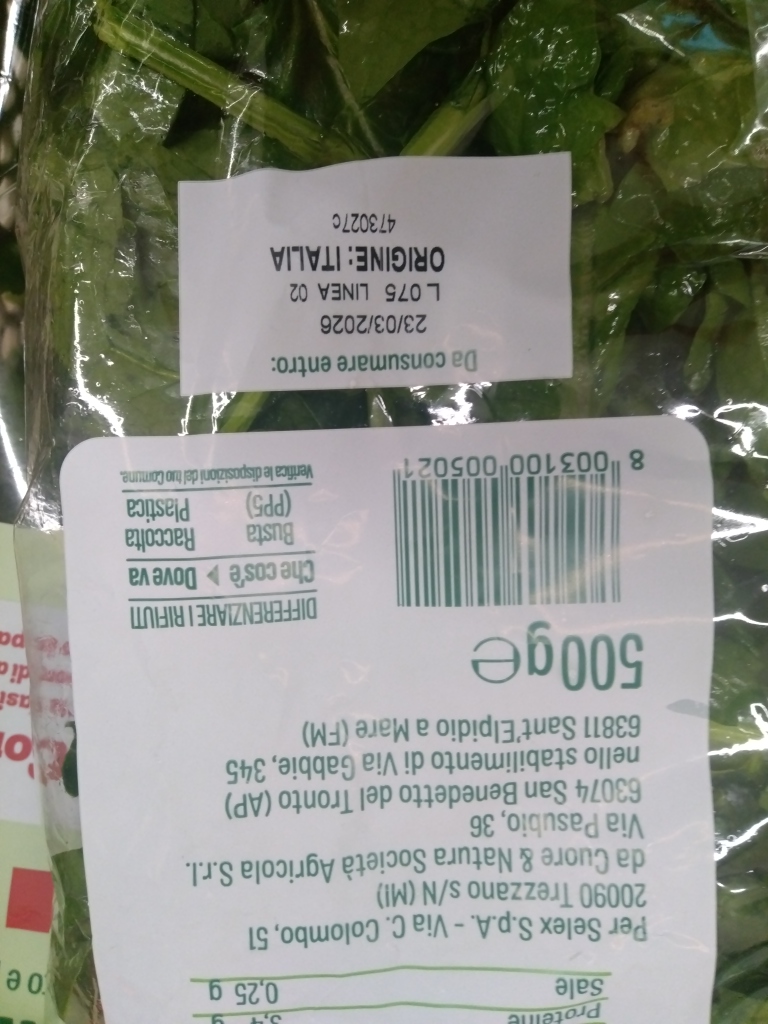 Proteine
Sale 0,25 g
Per Selex S.p.A. - Via C. Colombo, 51
20090 Trezzano s/N (MI)
da Cuore & Natura Società Agricola S.r.l.
Via Pasubio, 36
63074 San Benedetto del Tronto (AP)
nello stabilimento di Via Gabbie, 345
63811 Sant'Elpidio a Mare (FM)
500g e
DIFFERENZIARE I RIFIUTI
Che cos'è Dove va
Busta Raccolta
(PP5) Plastica
Verifica le disposizioni del tuo Comune.
8 003100 005021
Da consumare entro:
23/03/2026
L 075 LINEA 02
ORIGINE: ITALIA
473027c